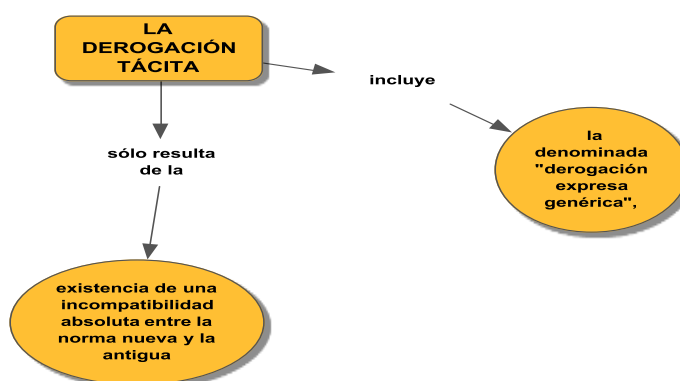 LA
DEROGACIÓN
TÁCITA
incluye
la
denominada
"derogación
expresa
genérica",
sólo resulta
de la
existencia de una
incompatibilidad
absoluta entre la
norma nueva y la
antigua